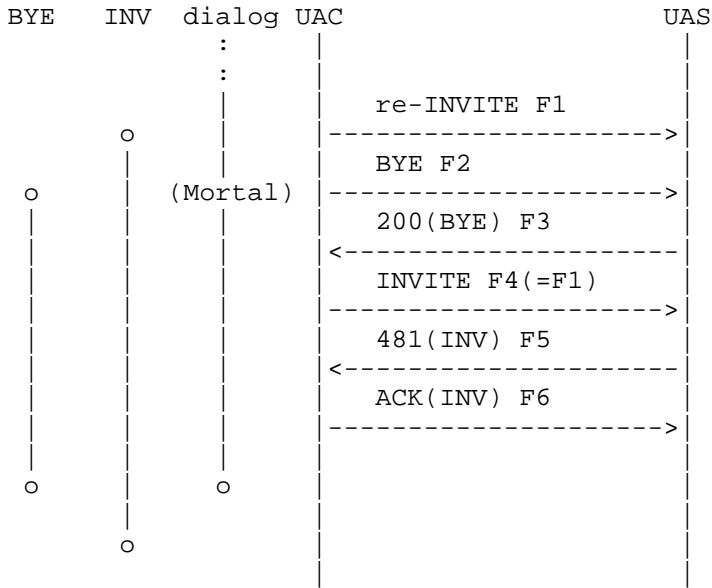 BYE INV dialog UAC UAS
re-INVITE F1
BYE F2
(Mortal)
200(BYE) F3
INVITE F4(=F1)
481(INV) F5
ACK(INV) F6